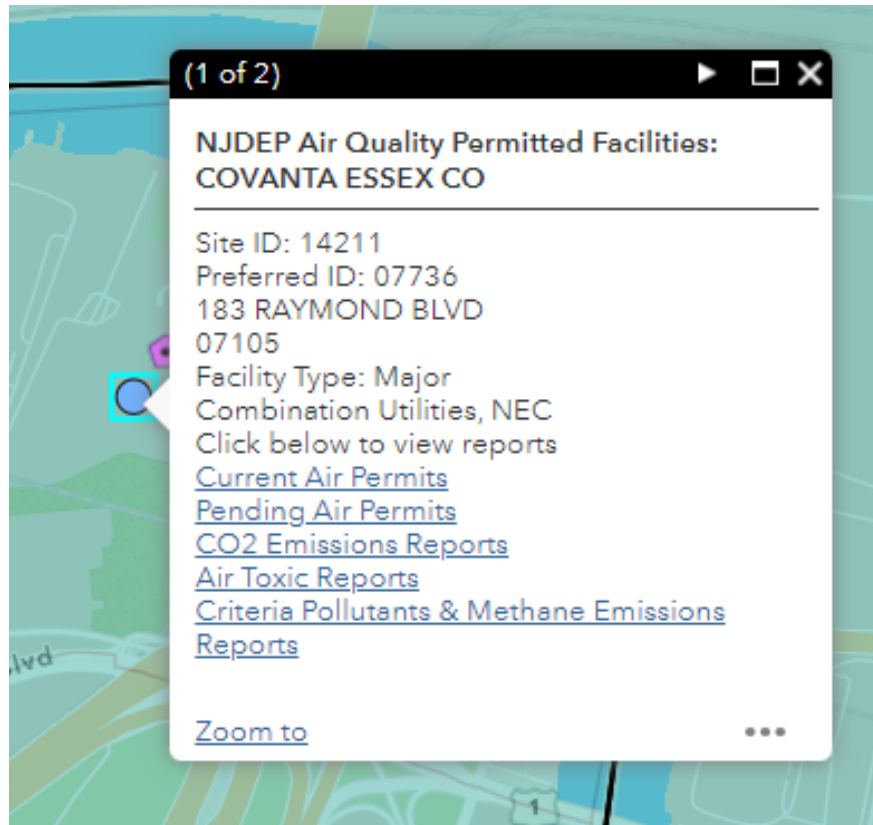 (1 of 2)
NJDEP Air Quality Permitted Facilities:
COVANTA ESSEX CO
Site ID: 14211
Preferred ID: 07736
183 RAYMOND BLVD
07105
Facility Type: Major
Combination Utilities, NEC
Click below to view reports
Current Air Permits
Pending Air Permits
CO2 Emissions Reports
Air Toxic Reports
Criteria Pollutants & Methane Emissions
Reports
lvd
Zoom to
1